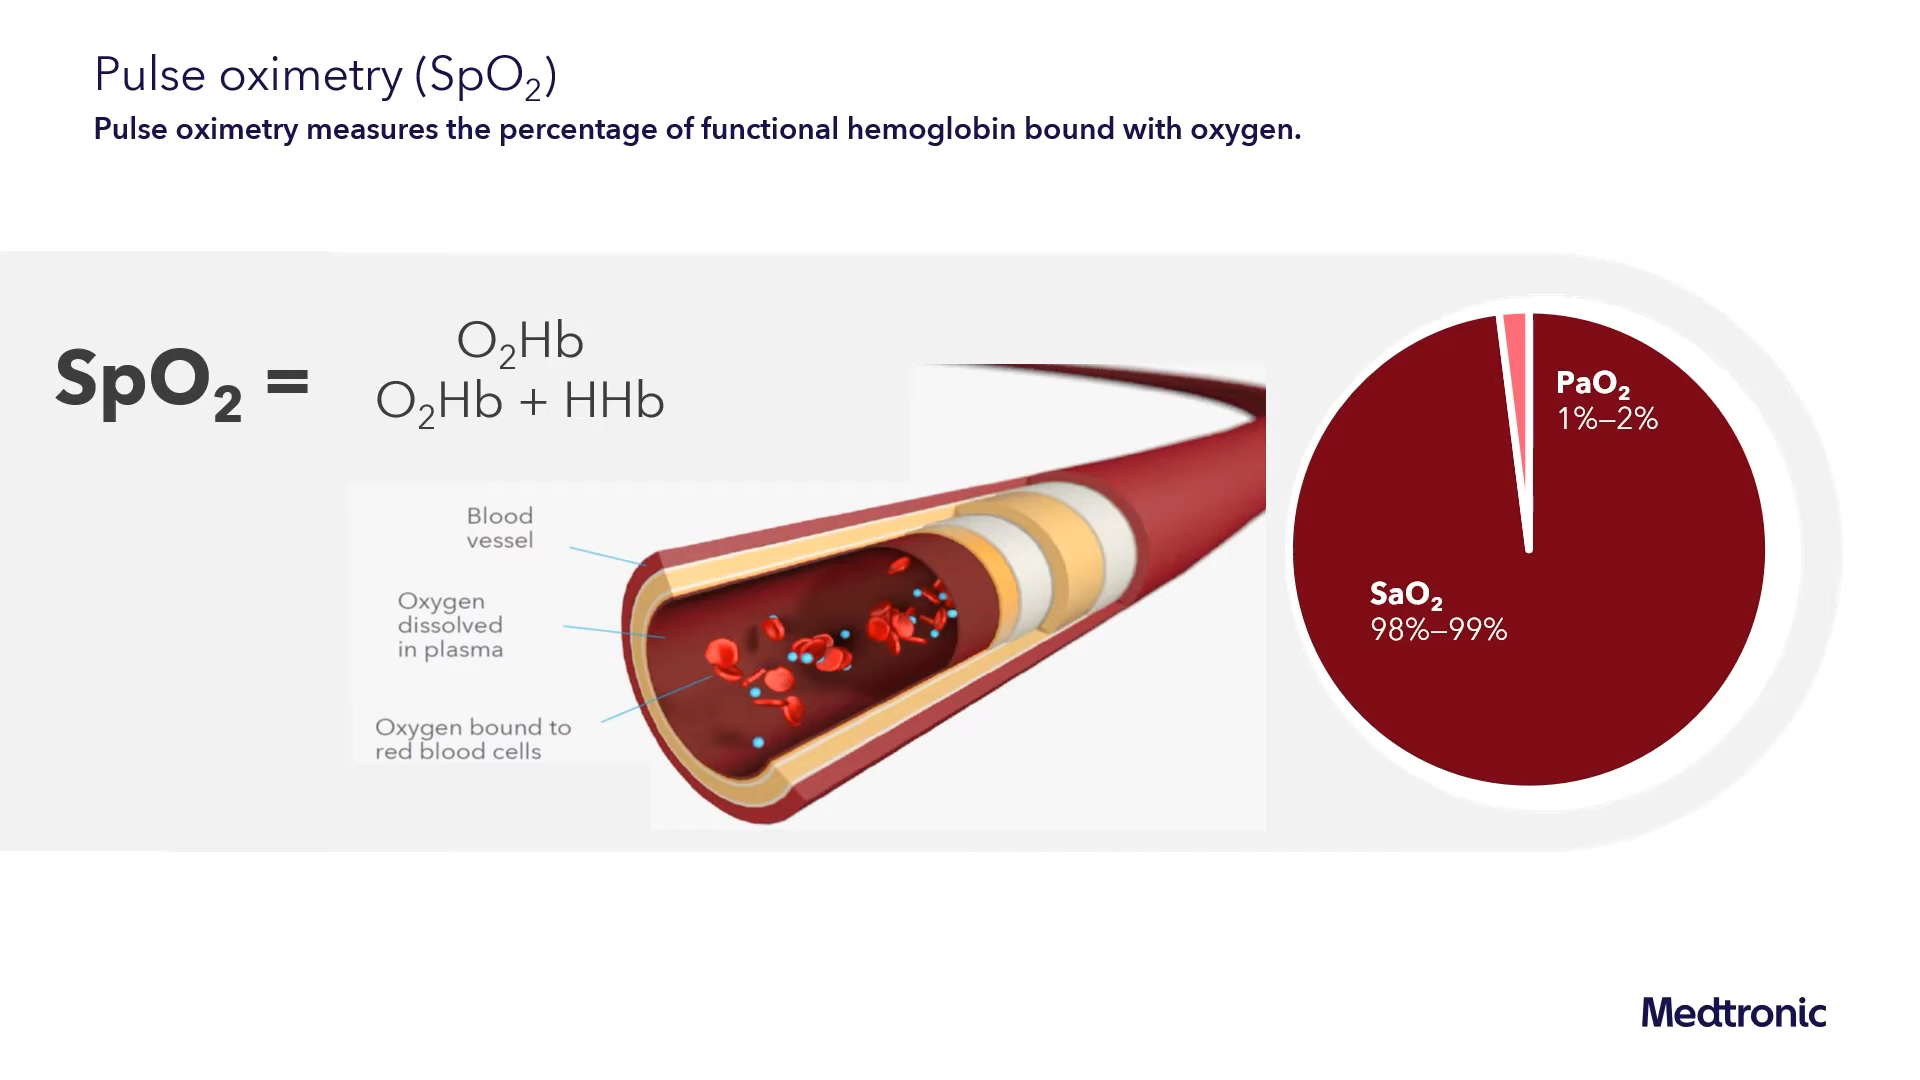 Pulse oximetry (SpO₂)
Pulse oximetry measures the percentage of functional hemoglobin bound with oxygen.
SpO₂ =
O₂Hb
O₂Hb + HHb
Blood
vessel
Oxygen
dissolved
in plasma
Oxygen bound to
red blood cells
PaO₂
1%–2%
SaO₂
98%–99%
Medtronic